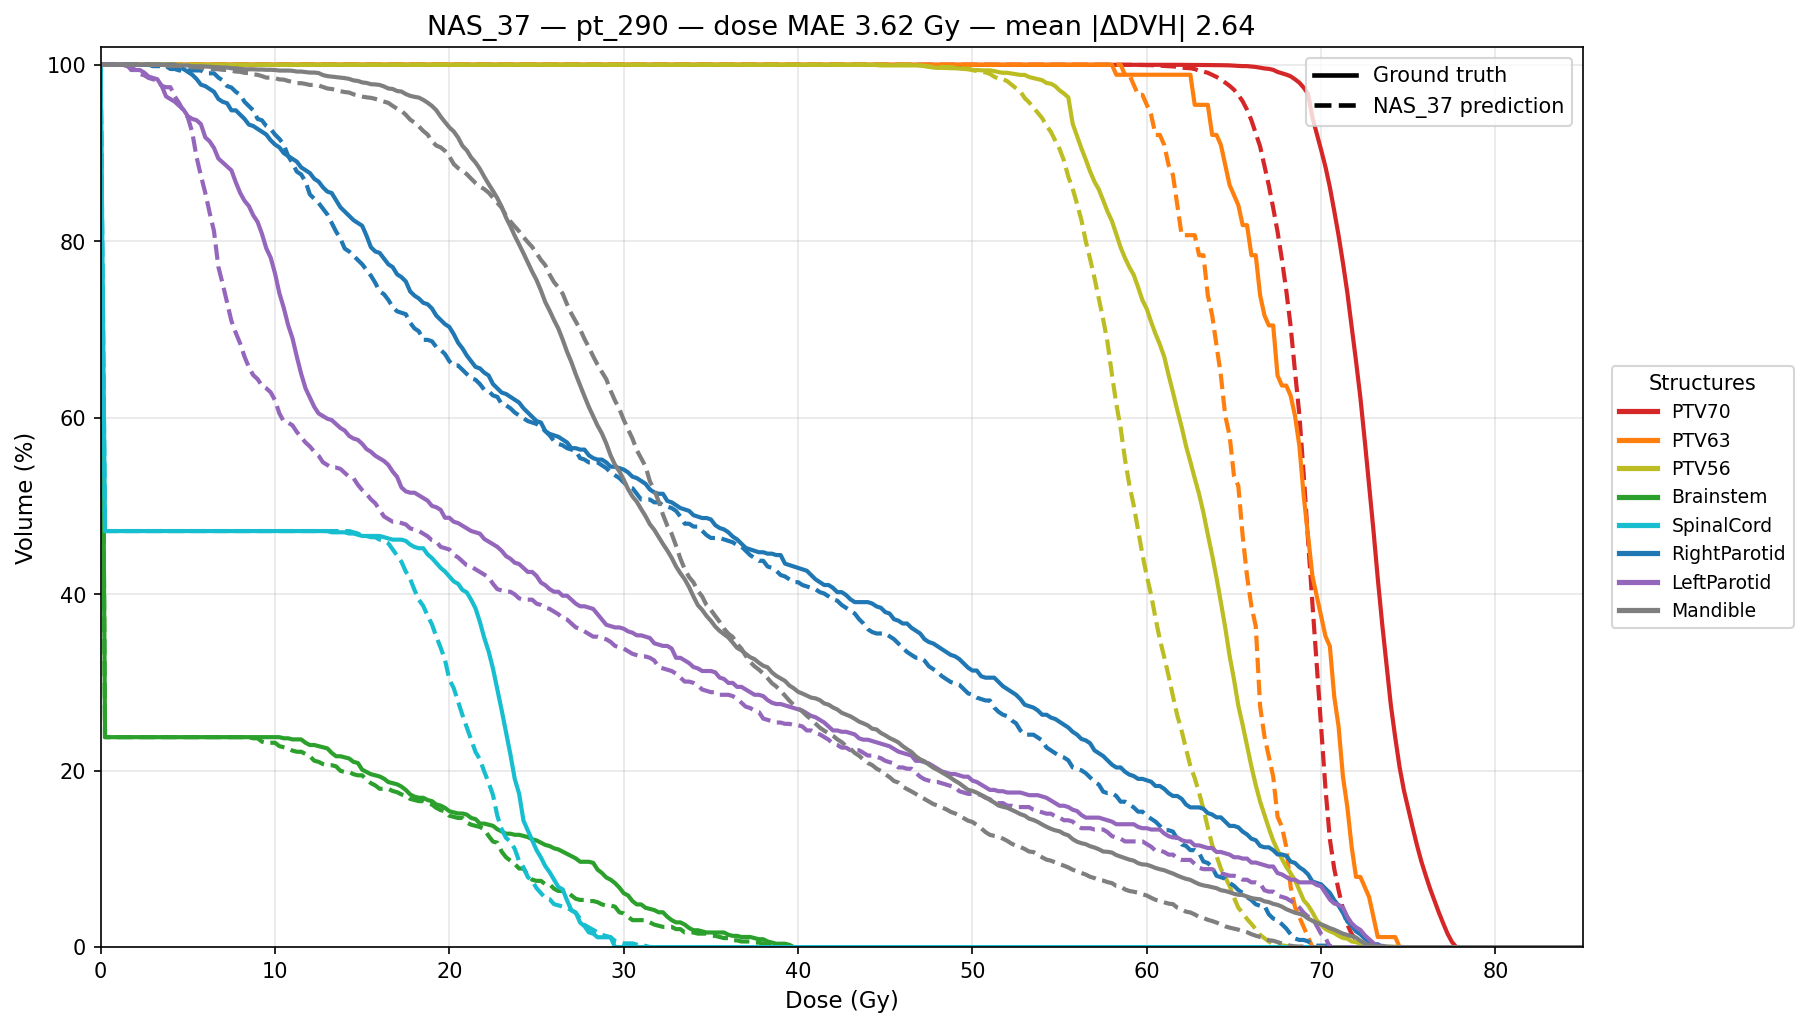 NAS_37 — pt_290 — dose MAE 3.62 Gy — mean |ΔDVH| 2.64
Ground truth
NAS_37 prediction
Volume (%)
100
80
60
40
20
0
0 10 20 30 40 50 60 70 80
Dose (Gy)
Structures
PTV70
PTV63
PTV56
Brainstem
SpinalCord
RightParotid
LeftParotid
Mandible